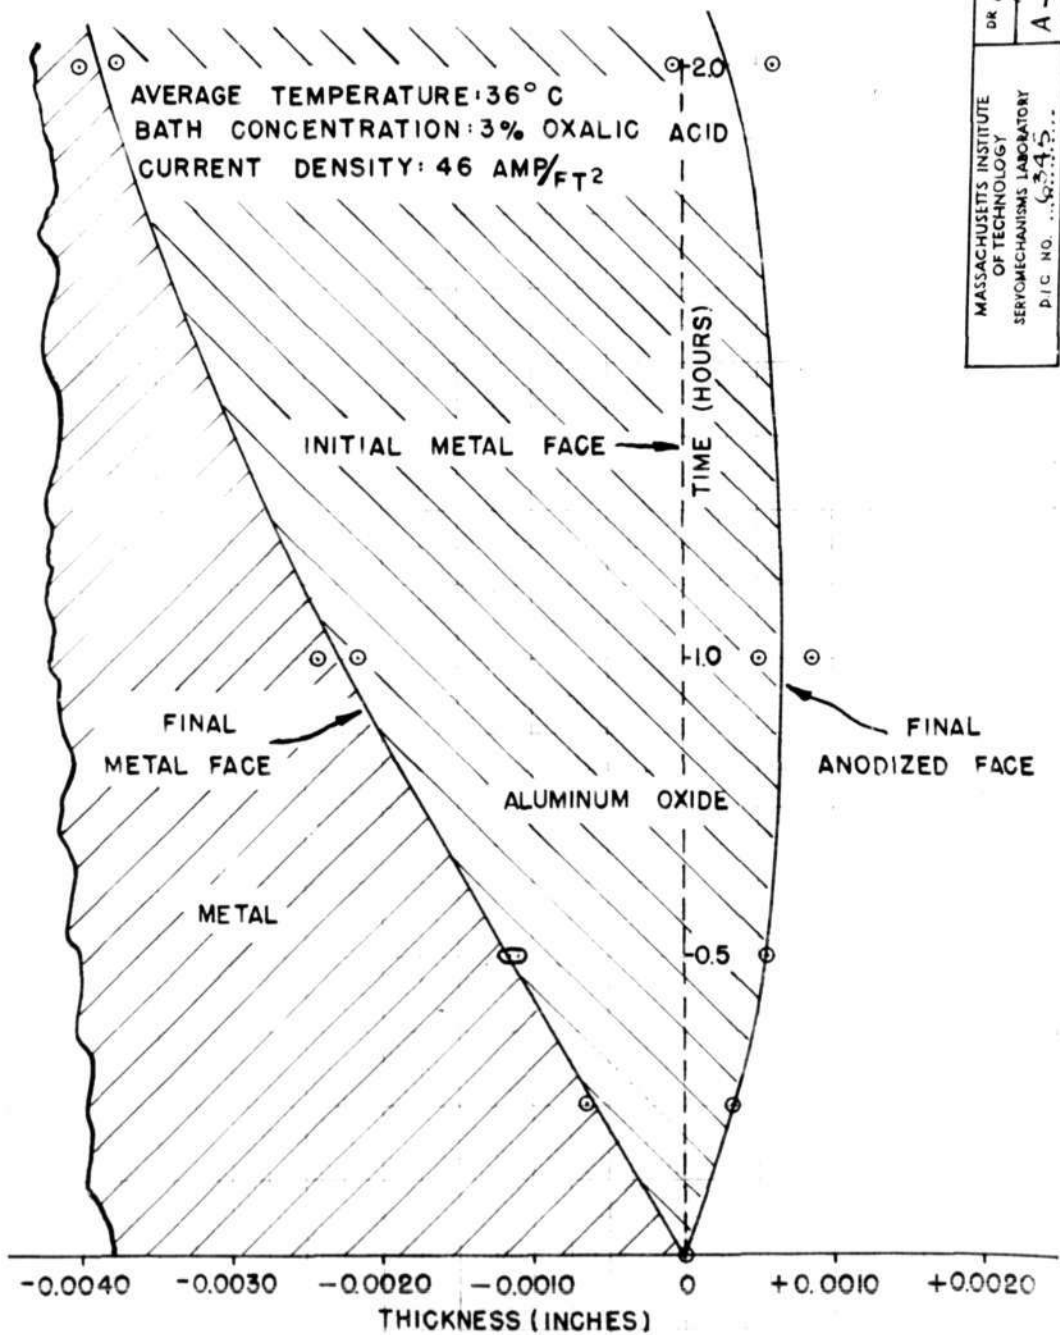 AVERAGE TEMPERATURE: 36° C
BATH CONCENTRATION: 3% OXALIC ACID
CURRENT DENSITY: 46 AMP/FT²
2.0
TIME (HOURS)
INITIAL METAL FACE
1.0
FINAL
METAL FACE
FINAL
ANODIZED FACE
ALUMINUM OXIDE
METAL
0.5
-0.0040 -0.0030 -0.0020 -0.0010 0 +0.0010 +0.0020
THICKNESS (INCHES)
MASSACHUSETTS INSTITUTE
OF TECHNOLOGY
SERVOMECHANISMS LABORATORY
D.I.C. NO. 6345
DR
A-